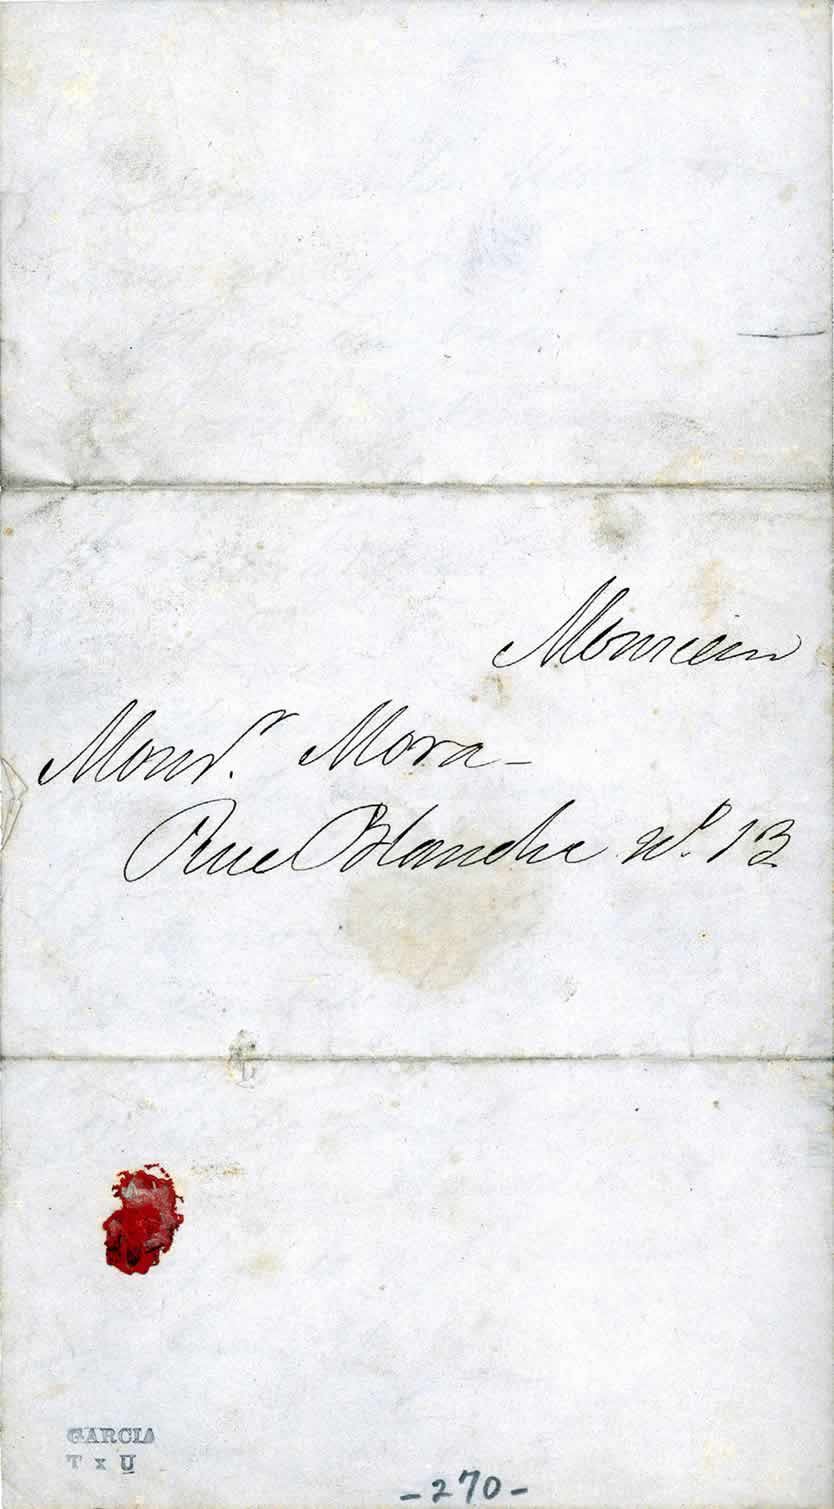 Monsieur
Monsr. Mora -
Rue Blanche No. 13
GARCIA
T x U
- 270 -